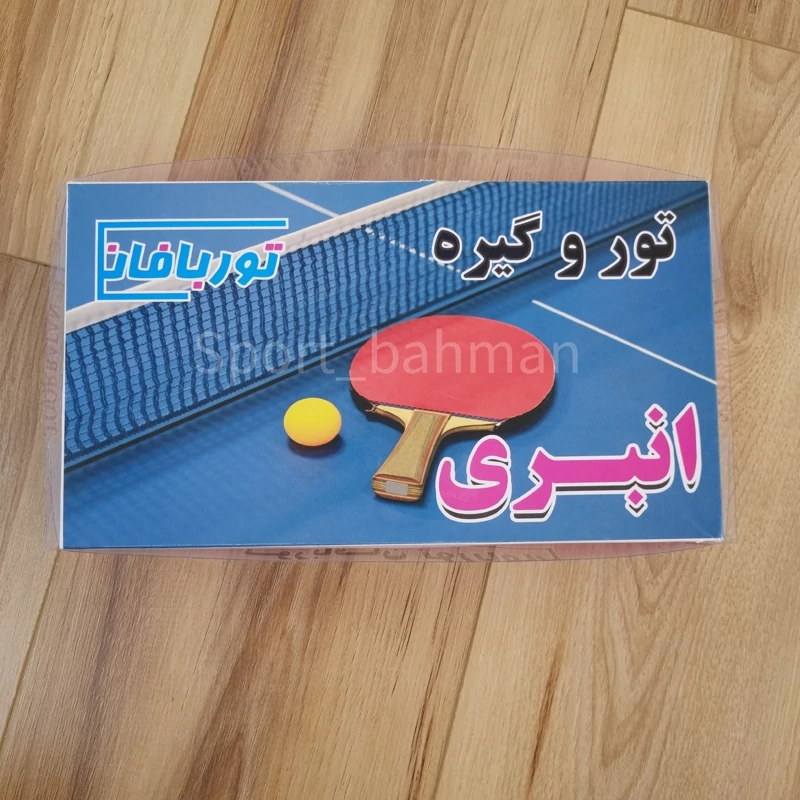 تور و گیره
توربافان
Sport_bahman
انبری